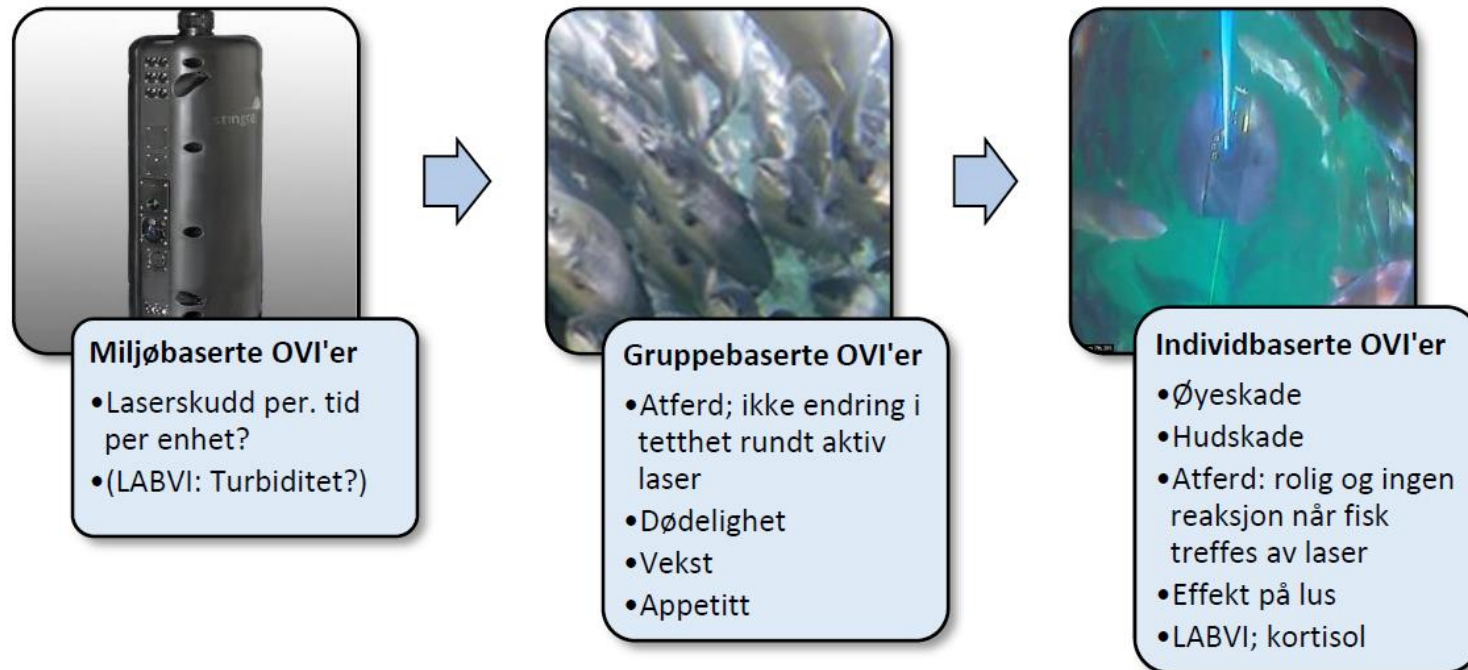 stingray
Miljøbaserte OVI'er
•Laserskudd per. tid
per enhet?
•(LABVI: Turbiditet?)
Gruppebaserte OVI'er
•Atferd; ikke endring i
tetthet rundt aktiv
laser
•Dødelighet
•Vekst
•Appetitt
Individbaserte OVI'er
•Øyeskade
•Hudskade
•Atferd: rolig og ingen
reaksjon når fisk
treffes av laser
•Effekt på lus
•LABVI; kortisol